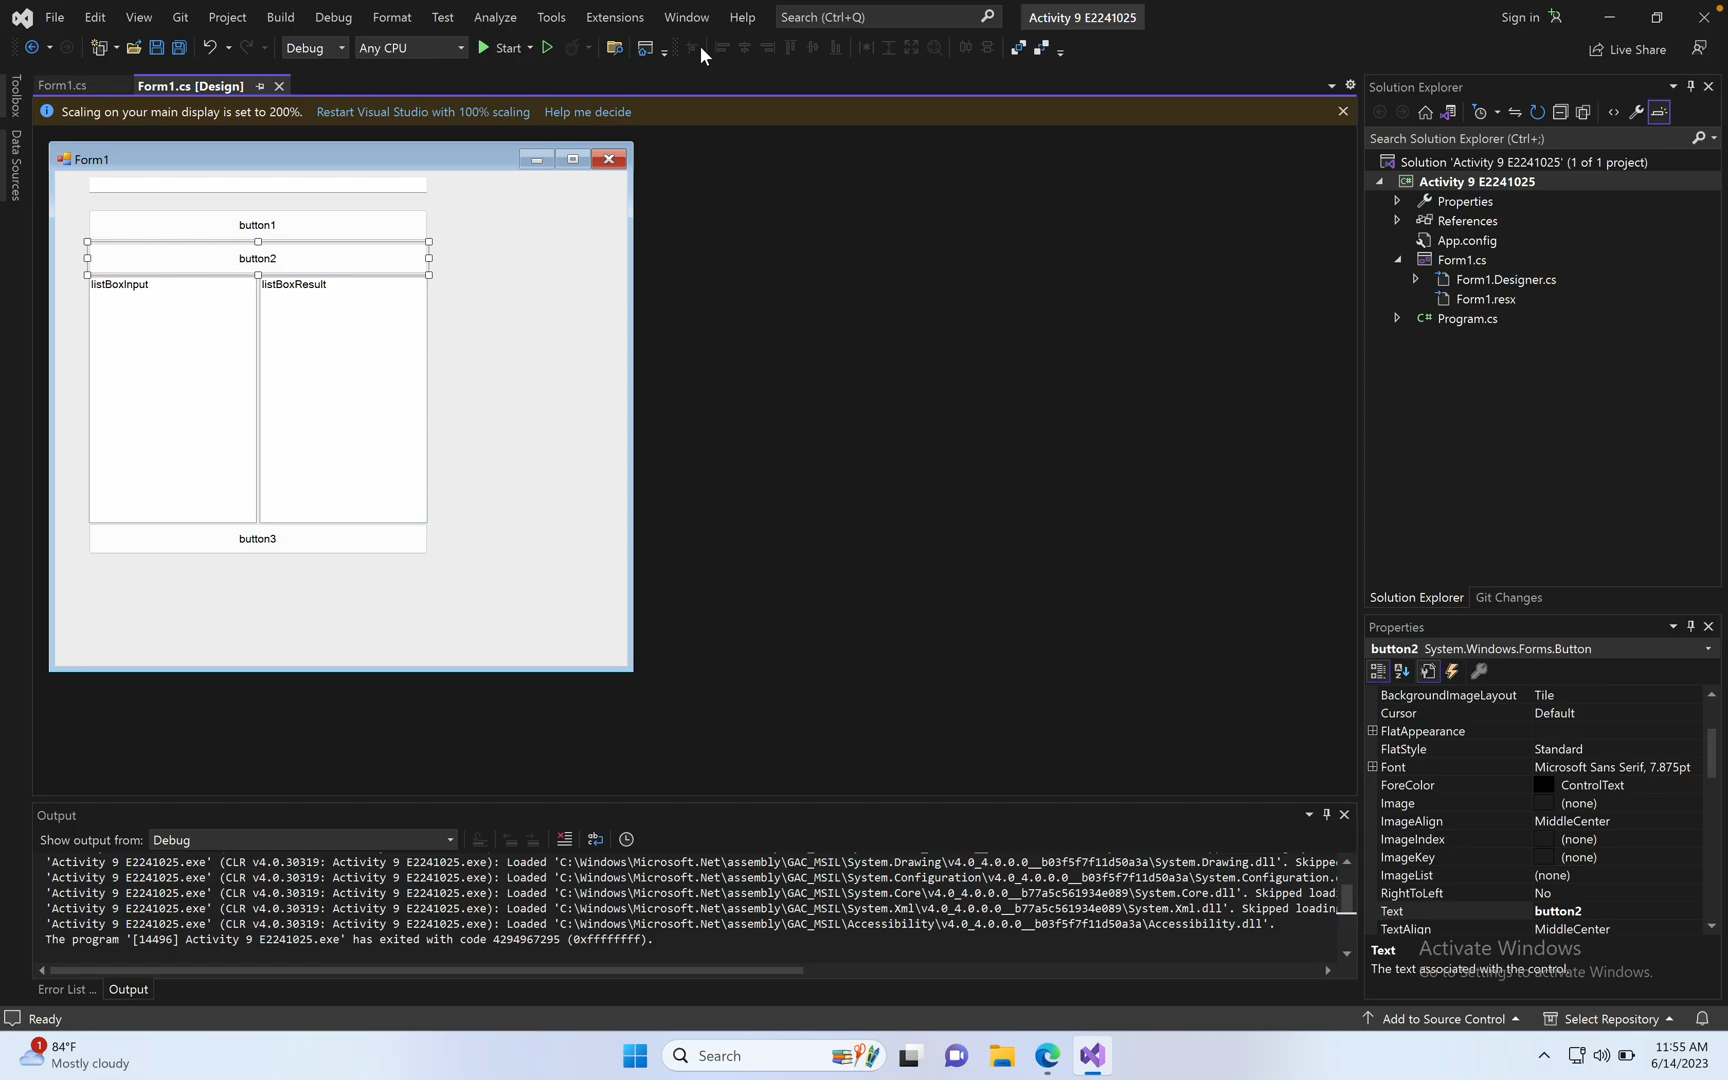 File Edit View Git Project Build Debug Format Test Analyze Tools Extensions Window Help Search (Ctrl+Q) Activity 9 E2241025 Sign in
Debug Any CPU Start Live Share
Form1.cs Form1.cs [Design] Solution Explorer
Toolbox
Data Sources
Scaling on your main display is set to 200%. Restart Visual Studio with 100% scaling Help me decide
Form1
button1
button2
listBoxInput listBoxResult
button3
Search Solution Explorer (Ctrl+;)
Solution 'Activity 9 E2241025' (1 of 1 project)
C# Activity 9 E2241025
Properties
References
App.config
Form1.cs
Form1.Designer.cs
Form1.resx
C# Program.cs
Solution Explorer Git Changes
Properties
button2 System.Windows.Forms.Button
BackgroundImageLayout Tile
Cursor Default
FlatAppearance
FlatStyle Standard
Font Microsoft Sans Serif, 7.875pt
ForeColor ControlText
Image (none)
ImageAlign MiddleCenter
ImageIndex (none)
ImageKey (none)
ImageList (none)
RightToLeft No
Text button2
TextAlign MiddleCenter
Text
The text associated with the control.
Activate Windows
Go to Settings to activate Windows.
Output
Show output from: Debug
'Activity 9 E2241025.exe' (CLR v4.0.30319: Activity 9 E2241025.exe): Loaded 'C:\Windows\Microsoft.Net\assembly\GAC_MSIL\System.Drawing\v4.0_4.0.0.0__b03f5f7f11d50a3a\System.Drawing.dll'. Skippe
'Activity 9 E2241025.exe' (CLR v4.0.30319: Activity 9 E2241025.exe): Loaded 'C:\Windows\Microsoft.Net\assembly\GAC_MSIL\System.Configuration\v4.0_4.0.0.0__b03f5f7f11d50a3a\System.Configuration.
'Activity 9 E2241025.exe' (CLR v4.0.30319: Activity 9 E2241025.exe): Loaded 'C:\Windows\Microsoft.Net\assembly\GAC_MSIL\System.Core\v4.0_4.0.0.0__b77a5c561934e089\System.Core.dll'. Skipped load
'Activity 9 E2241025.exe' (CLR v4.0.30319: Activity 9 E2241025.exe): Loaded 'C:\Windows\Microsoft.Net\assembly\GAC_MSIL\System.Xml\v4.0_4.0.0.0__b77a5c561934e089\System.Xml.dll'. Skipped loadin
'Activity 9 E2241025.exe' (CLR v4.0.30319: Activity 9 E2241025.exe): Loaded 'C:\Windows\Microsoft.Net\assembly\GAC_MSIL\Accessibility\v4.0_4.0.0.0__b03f5f7f11d50a3a\Accessibility.dll'.
The program '[14496] Activity 9 E2241025.exe' has exited with code 4294967295 (0xffffffff).
Error List ... Output
Ready Add to Source Control Select Repository
1 84°F
Mostly cloudy
Search
11:55 AM
6/14/2023